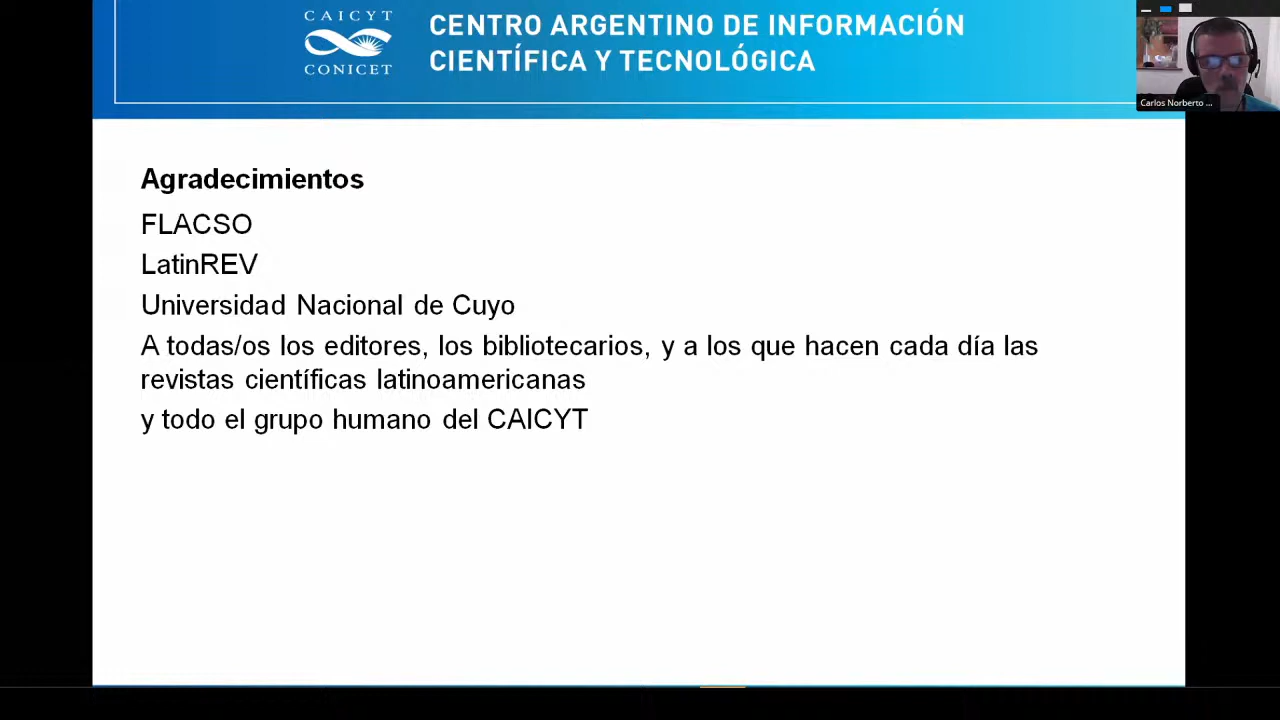 CAICYT
CONICET
CENTRO ARGENTINO DE INFORMACIÓN
CIENTÍFICA Y TECNOLÓGICA
Carlos Norberto ...
Agradecimientos
FLACSO
LatinREV
Universidad Nacional de Cuyo
A todas/os los editores, los bibliotecarios, y a los que hacen cada día las
revistas científicas latinoamericanas
y todo el grupo humano del CAICYT